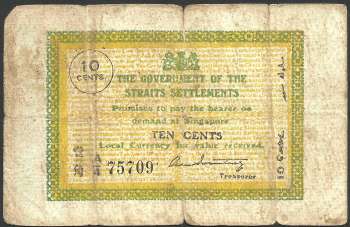 10
CENTS
THE GOVERNMENT OF THE
STRAITS SETTLEMENTS
Promises to pay the bearer on
demand at Singapore
TEN CENTS
Local Currency for value received.
75709
Treasurer